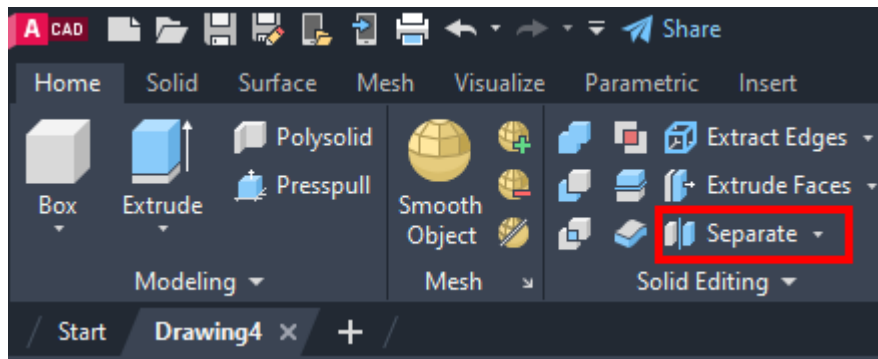 A CAD Share
Home Solid Surface Mesh Visualize Parametric Insert
Polysolid Extract Edges
Presspull Extrude Faces
Box Extrude Smooth
Object Separate
Modeling Mesh Solid Editing
Start Drawing4